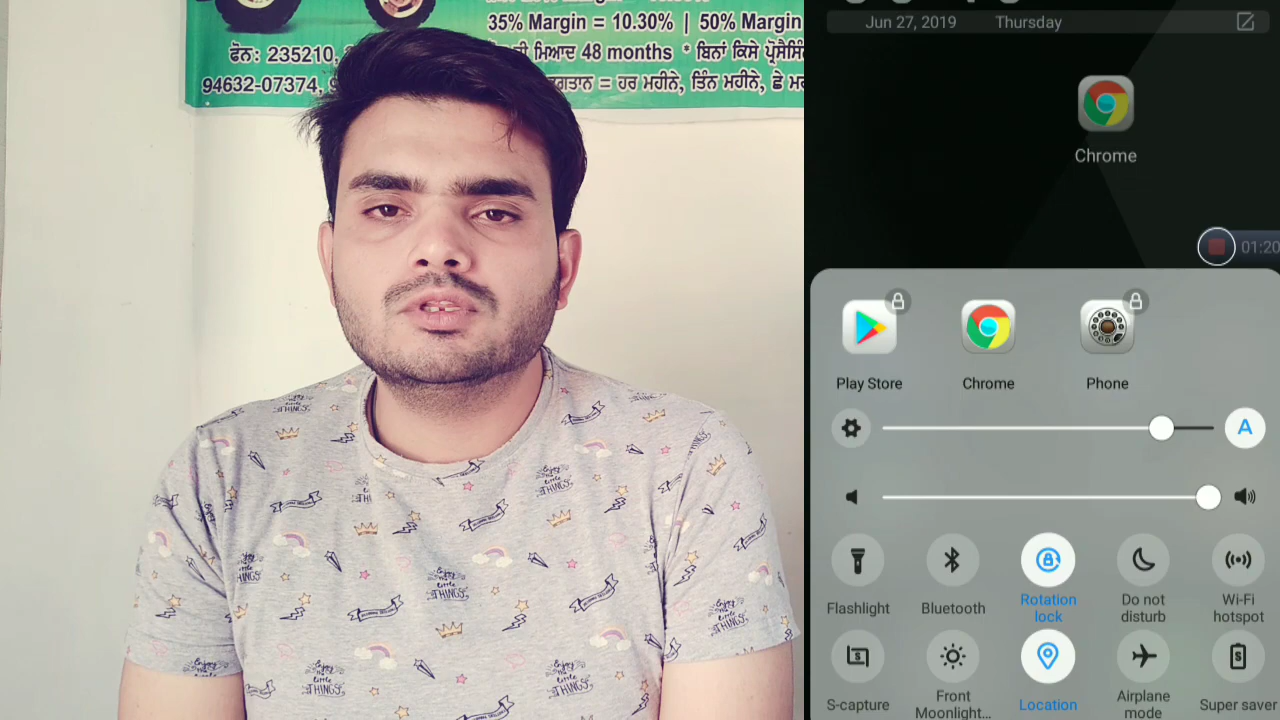 35% Margin = 10.30% | 50% Margin
ਫੋਨ: 235210,
ਮਿਆਦ 48 months * ਬਿਨਾਂ ਕਿਸੇ
94632-07374,
= ਹਰ ਮਹੀਨੇ, ਤਿੰਨ ਮਹੀਨੇ, ਛੇ
Enjoy
the
little
THINGS
Jun 27, 2019 Thursday
Chrome
01:20
Play Store Chrome Phone
A
Flashlight Bluetooth Rotation lock Do not disturb Wi-Fi hotspot
S-capture Front Moonlight... Location Airplane mode Super saver